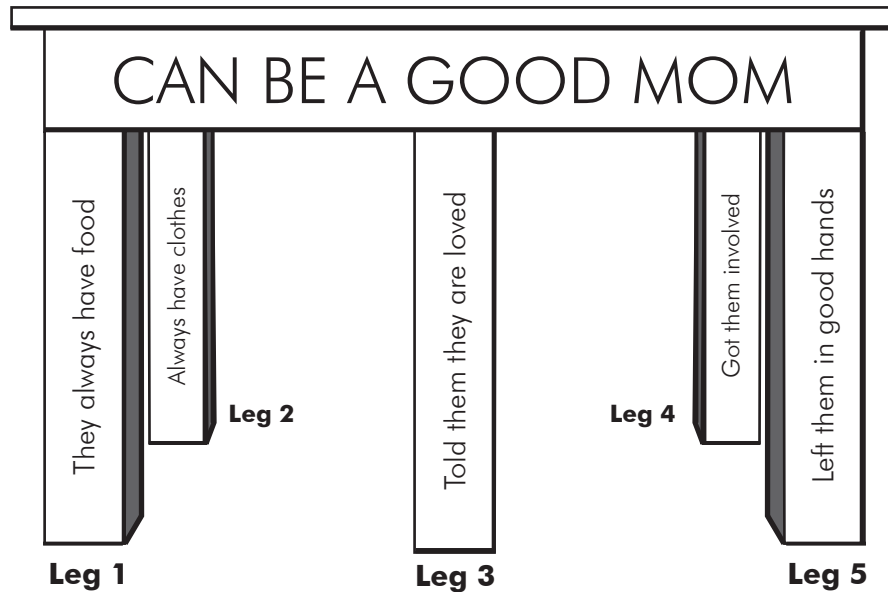 CAN BE A GOOD MOM
They always have food
Always have clothes
Told them they are loved
Got them involved
Left them in good hands
Leg 1
Leg 2
Leg 3
Leg 4
Leg 5